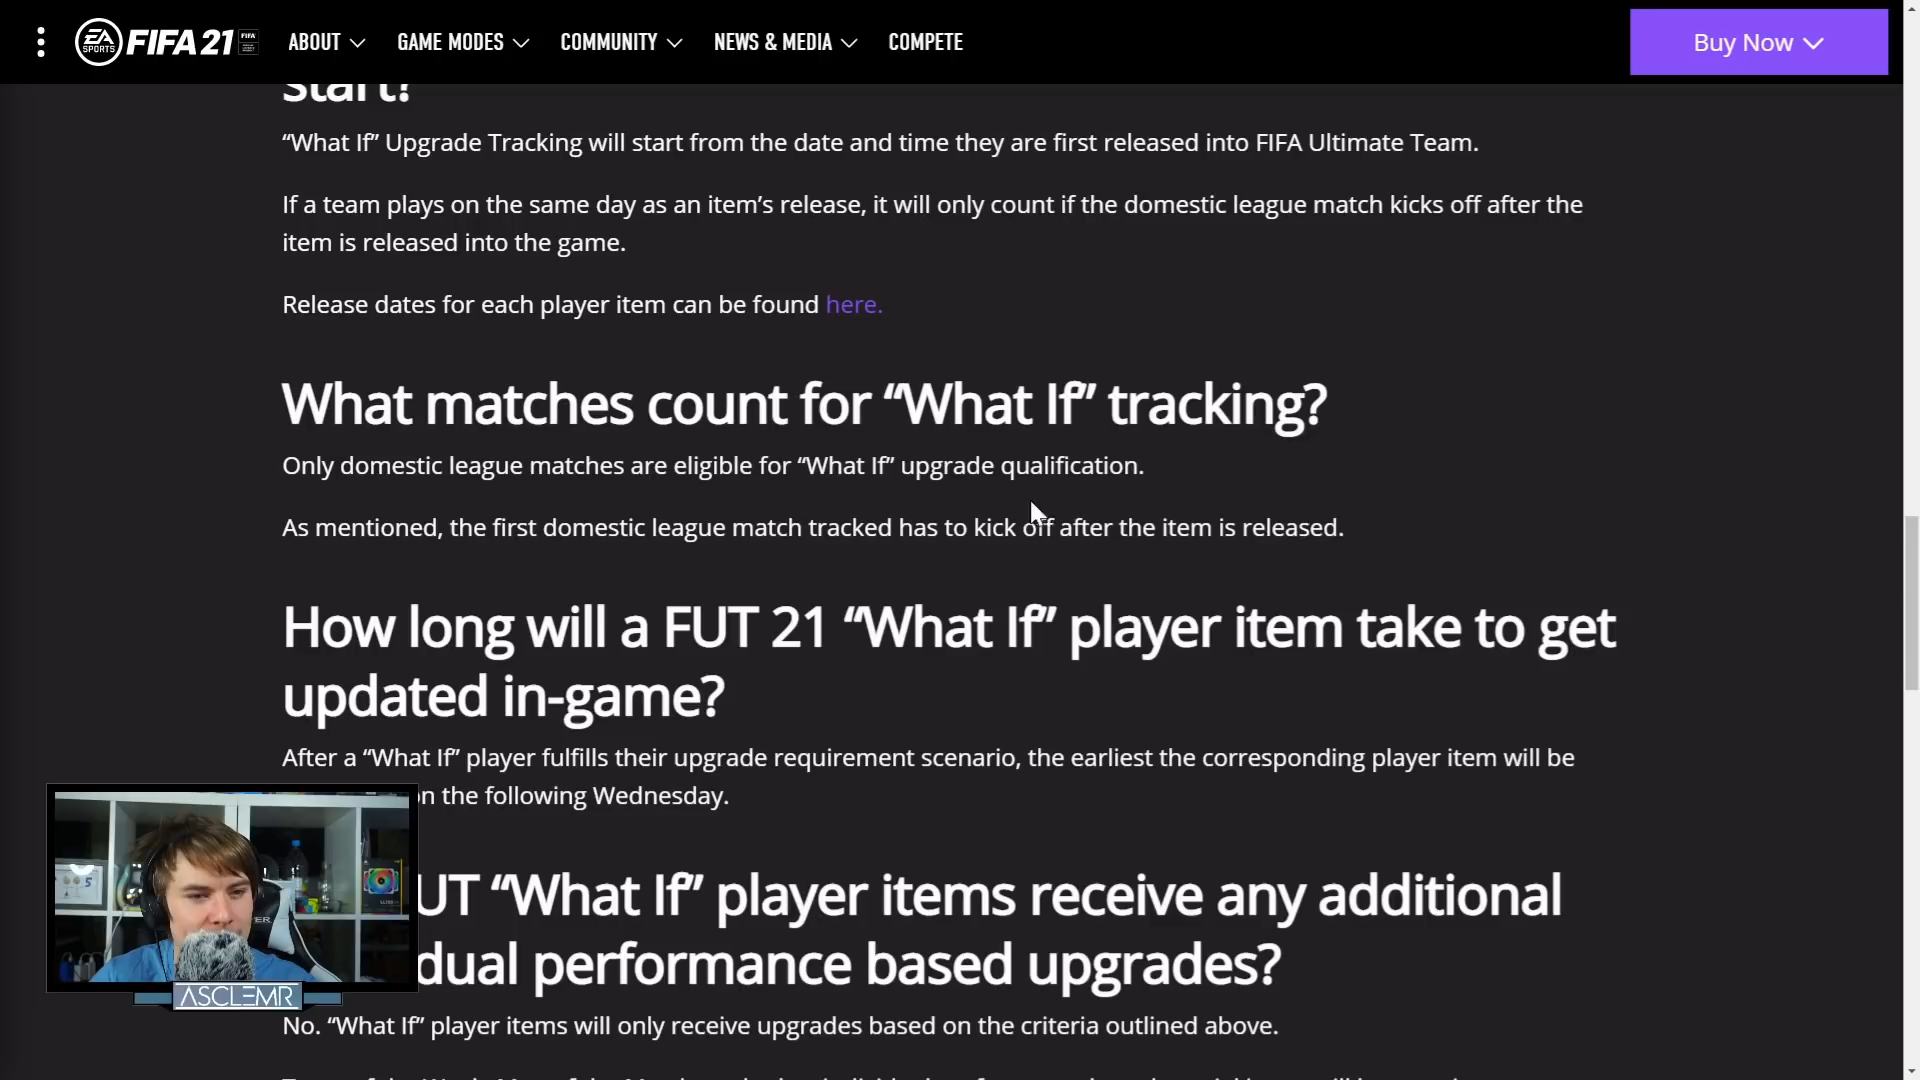 EA SPORTS FIFA 21 FIFA ABOUT GAME MODES COMMUNITY NEWS & MEDIA COMPETE Buy Now
start?
“What If” Upgrade Tracking will start from the date and time they are first released into FIFA Ultimate Team.
If a team plays on the same day as an item’s release, it will only count if the domestic league match kicks off after the
item is released into the game.
Release dates for each player item can be found here.
What matches count for “What If” tracking?
Only domestic league matches are eligible for “What If” upgrade qualification.
As mentioned, the first domestic league match tracked has to kick off after the item is released.
How long will a FUT 21 “What If” player item take to get
updated in-game?
After a “What If” player fulfills their upgrade requirement scenario, the earliest the corresponding player item will be
on the following Wednesday.
UT “What If” player items receive any additional
dual performance based upgrades?
ASCLEMR
No. “What If” player items will only receive upgrades based on the criteria outlined above.